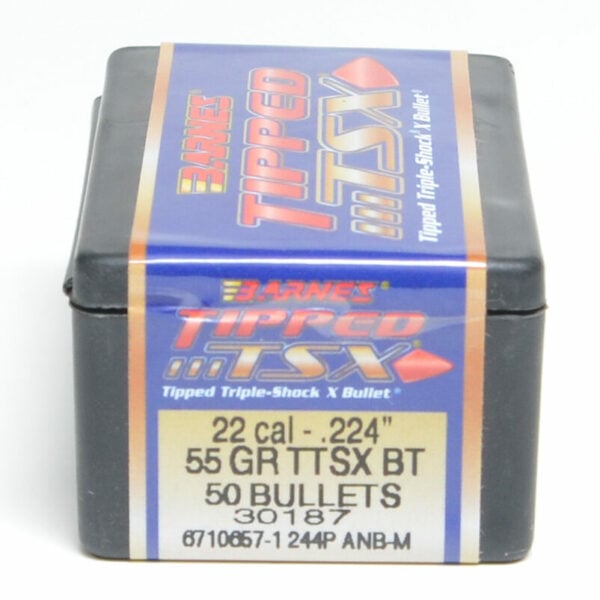 BARNES
TIPPED
TSX
Tipped Triple-Shock X Bullet
BARNES®
TIPPED
TSX®
Tipped Triple-Shock X Bullet®
22 cal - .224"
55 GR TTSX BT
50 BULLETS
30187
6710657-1 244P ANB-M